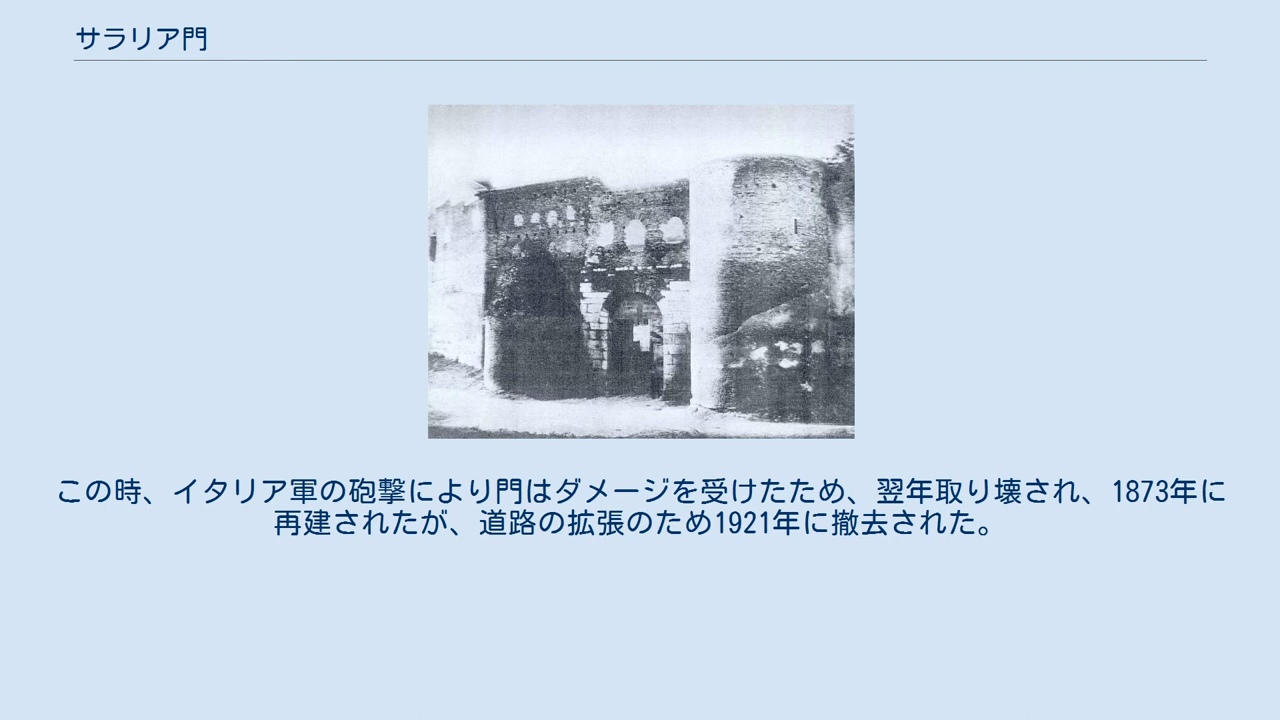 サラリア門
この時、イタリア軍の砲撃により門はダメージを受けたため、翌年取り壊され、1873年に
再建されたが、道路の拡張のため1921年に撤去された。